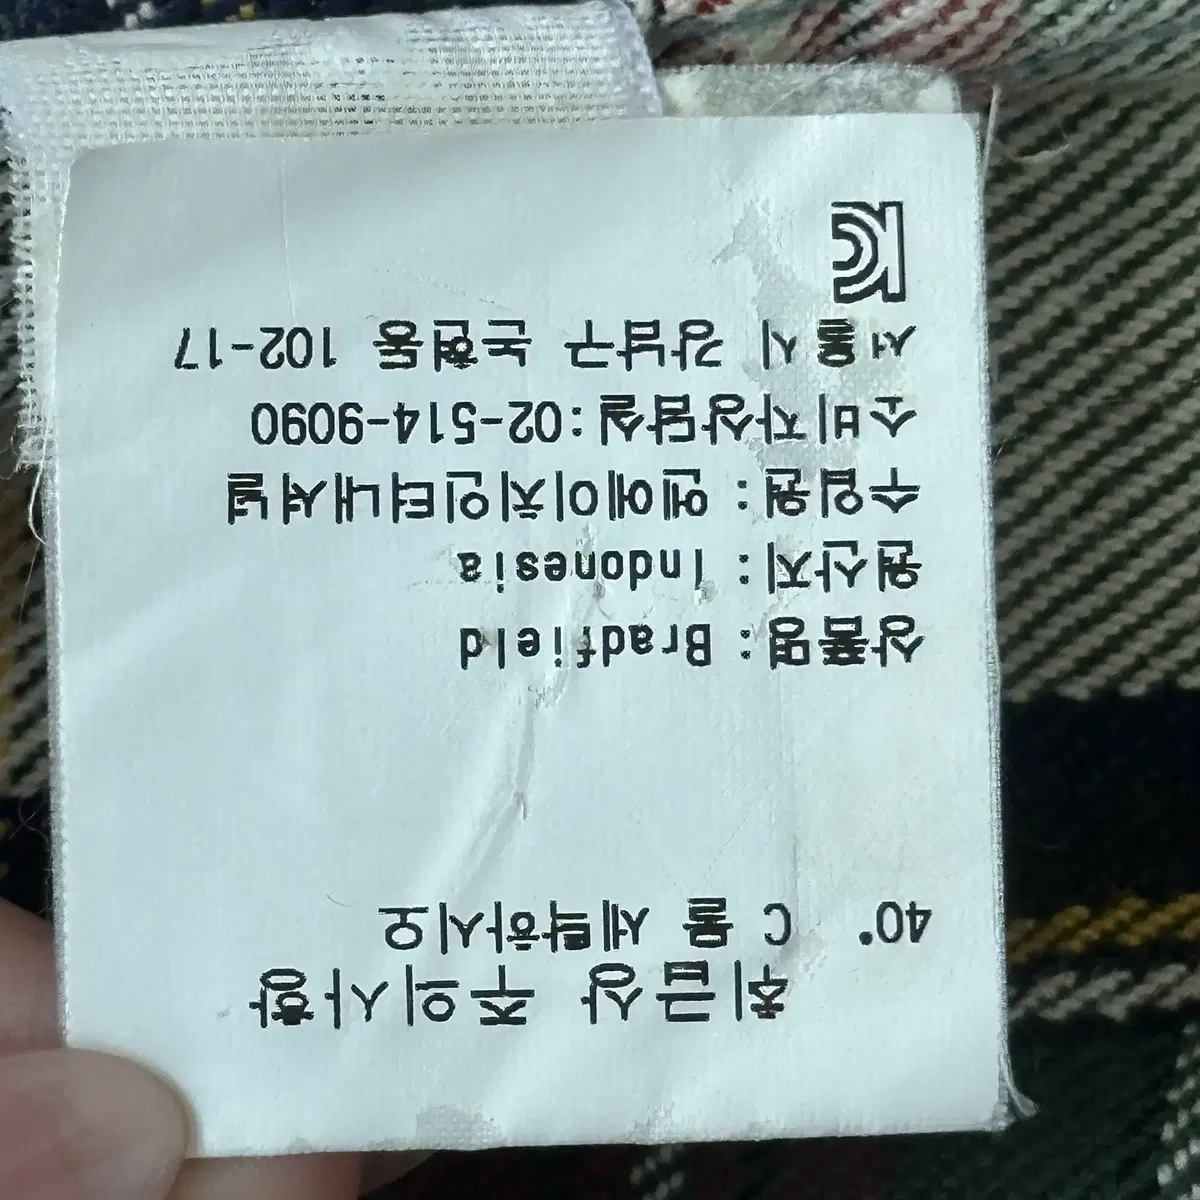 취급상 주의사항
40° C 물 세탁하시오
상품명: Bradfield
원산지: Indonesia
수입원: 엔에이치인터내셔널
소비자상담실:02-514-9090
서울시 강남구 논현동 102-17
KC